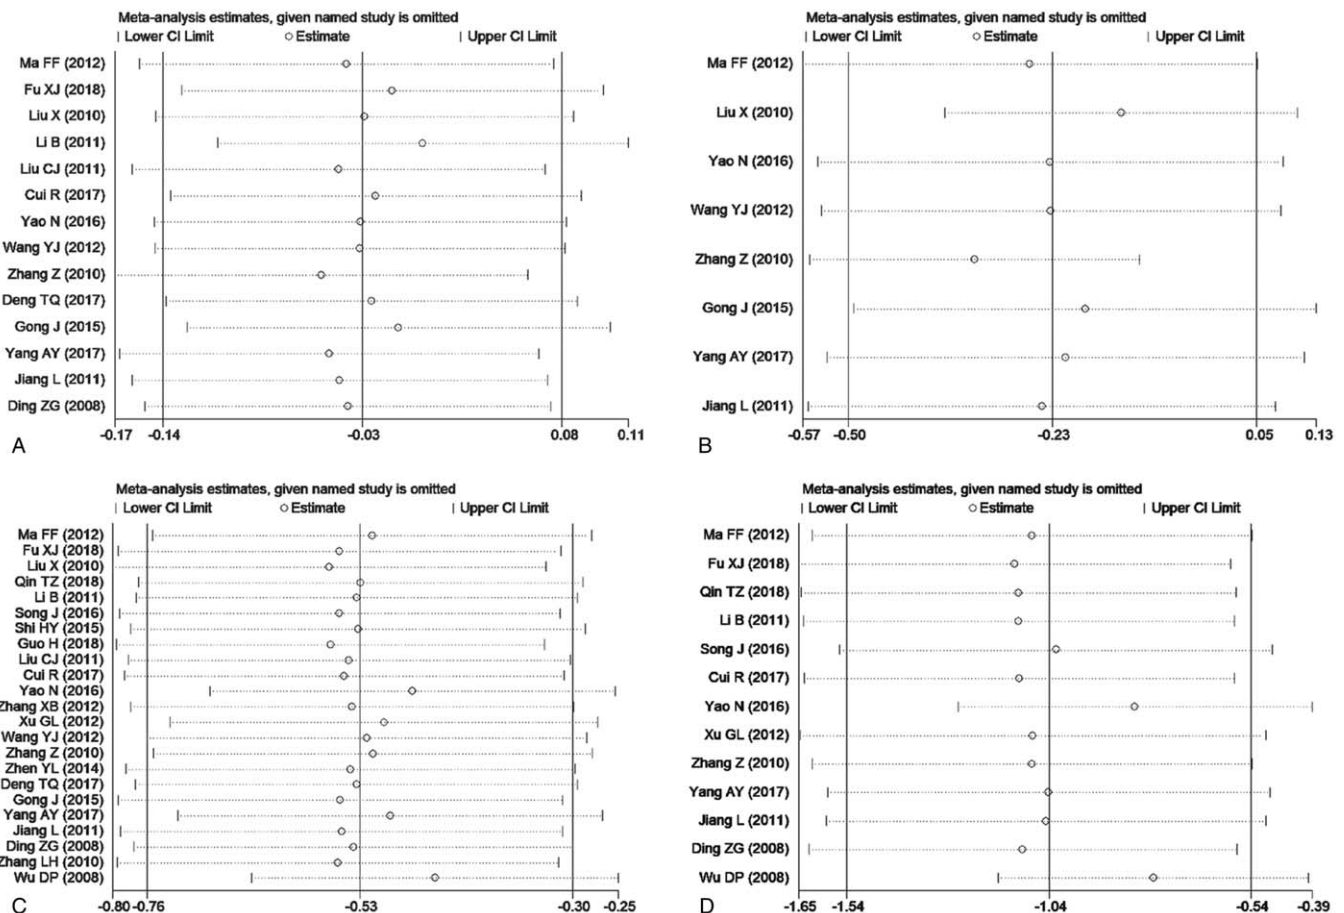 Meta-analysis estimates, given named study is omitted
| Lower CI Limit ○ Estimate | Upper CI Limit
Ma FF (2012)
Fu XJ (2018)
Liu X (2010)
Li B (2011)
Liu CJ (2011)
Cui R (2017)
Yao N (2016)
Wang YJ (2012)
Zhang Z (2010)
Deng TQ (2017)
Gong J (2015)
Yang AY (2017)
Jiang L (2011)
Ding ZG (2008)
-0.17 -0.14 -0.03 0.08 0.11
A
Meta-analysis estimates, given named study is omitted
| Lower CI Limit ○ Estimate | Upper CI Limit
Ma FF (2012)
Liu X (2010)
Yao N (2016)
Wang YJ (2012)
Zhang Z (2010)
Gong J (2015)
Yang AY (2017)
Jiang L (2011)
-0.57 -0.50 -0.23 0.05 0.13
B
Meta-analysis estimates, given named study is omitted
| Lower CI Limit ○ Estimate | Upper CI Limit
Ma FF (2012)
Fu XJ (2018)
Liu X (2010)
Qin TZ (2018)
Li B (2011)
Song J (2016)
Shi HY (2015)
Guo H (2018)
Liu CJ (2011)
Cui R (2017)
Yao N (2016)
Zhang XB (2012)
Xu GL (2012)
Wang YJ (2012)
Zhang Z (2010)
Zhen YL (2014)
Deng TQ (2017)
Gong J (2015)
Yang AY (2017)
Jiang L (2011)
Ding ZG (2008)
Zhang LH (2010)
Wu DP (2008)
-0.80 -0.76 -0.53 -0.30 -0.25
C
Meta-analysis estimates, given named study is omitted
| Lower CI Limit ○ Estimate | Upper CI Limit
Ma FF (2012)
Fu XJ (2018)
Qin TZ (2018)
Li B (2011)
Song J (2016)
Cui R (2017)
Yao N (2016)
Xu GL (2012)
Zhang Z (2010)
Yang AY (2017)
Jiang L (2011)
Ding ZG (2008)
Wu DP (2008)
-1.65 -1.54 -1.04 -0.54 -0.39
D